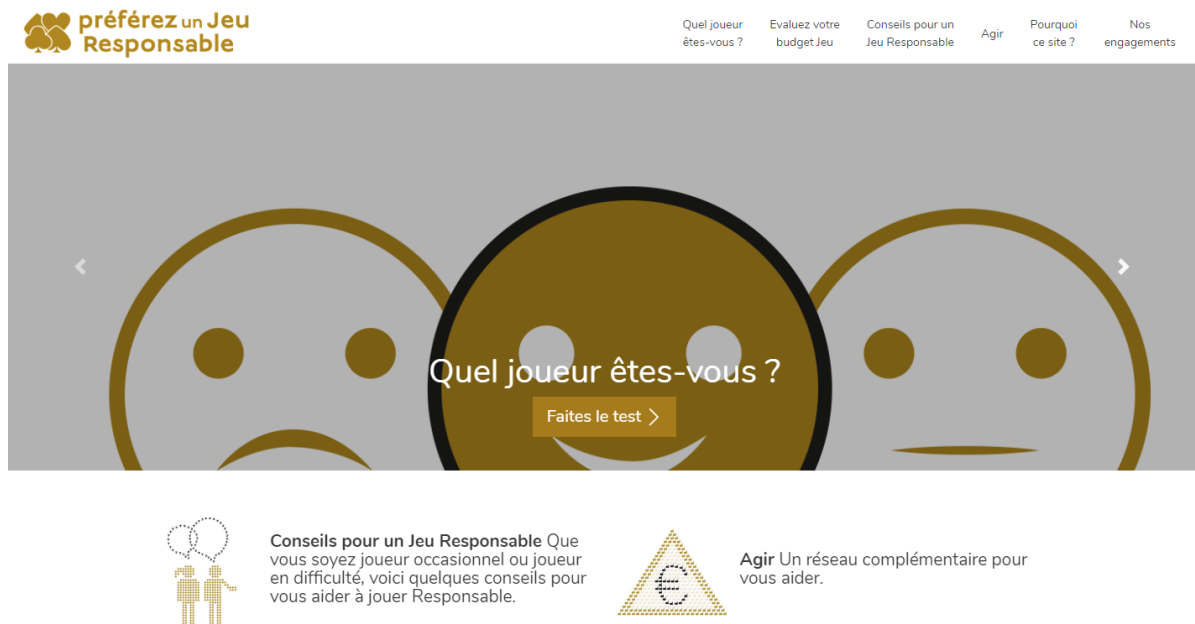 préférez un Jeu
Responsable
Quel joueur
êtes-vous ?
Evaluez votre
budget Jeu
Conseils pour un
Jeu Responsable
Agir
Pourquoi
ce site ?
Nos
engagements
Quel joueur êtes-vous ?
Faites le test
Conseils pour un Jeu Responsable Que
vous soyez joueur occasionnel ou joueur
en difficulté, voici quelques conseils pour
vous aider à jouer Responsable.
€
Agir Un réseau complémentaire pour
vous aider.